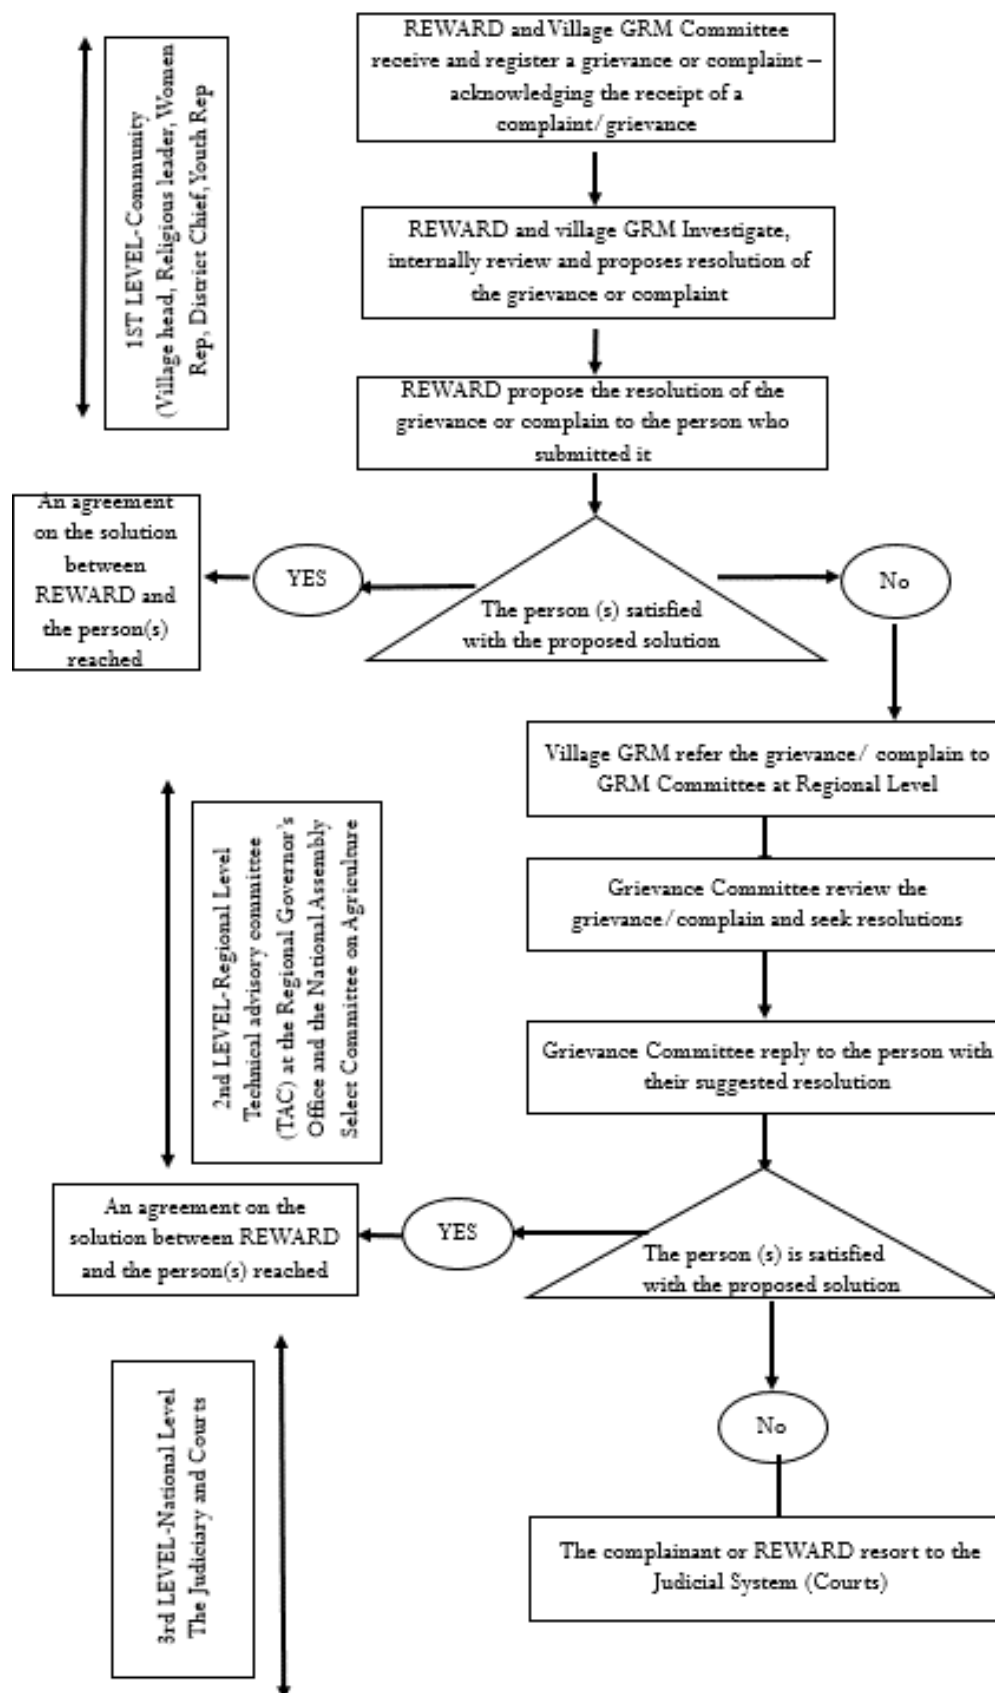 REWARD and Village GRM Committee
receive and register a grievance or complaint –
acknowledging the receipt of a
complaint/grievance
1ST LEVEL-Community
(Village head, Religious leader, Women
Rep, District Chief, Youth Rep
REWARD and village GRM Investigate,
internally review and proposes resolution of
the grievance or complaint
REWARD propose the resolution of the
grievance or complain to the person who
submitted it
An agreement
on the solution
between
REWARD and
the person(s)
reached
YES
The person (s) satisfied
with the proposed solution
No
Village GRM refer the grievance/ complain to
GRM Committee at Regional Level
2nd LEVEL-Regional Level
Technical advisory committee
(TAC) at the Regional Governor's
Office and the National Assembly
Select Committee on Agriculture
Grievance Committee review the
grievance/complain and seek resolutions
Grievance Committee reply to the person with
their suggested resolution
An agreement on the
solution between REWARD
and the person(s) reached
YES
The person (s) is satisfied
with the proposed solution
No
3rd LEVEL-National Level
The Judiciary and Courts
The complainant or REWARD resort to the
Judicial System (Courts)